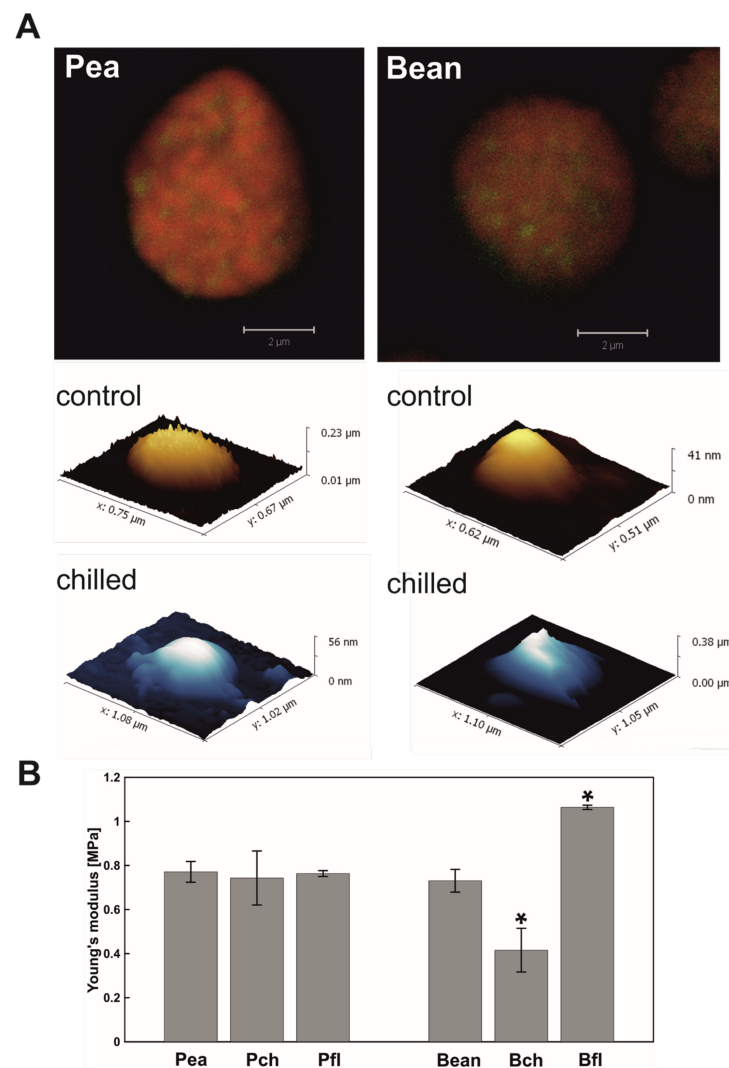 A
Pea
Bean
2 µm
2 µm
control
control
0.23 µm
0.01 µm
x: 0.75 µm
y: 0.67 µm
41 nm
0 nm
x: 0.62 µm
y: 0.51 µm
chilled
chilled
56 nm
0 nm
x: 1.08 µm
y: 1.02 µm
0.38 µm
0.00 µm
x: 1.10 µm
y: 1.05 µm
B
Young's modulus [MPa]
1.2
1
0.8
0.6
0.4
0.2
0
*
*
Pea Pch Pfl Bean Bch Bfl